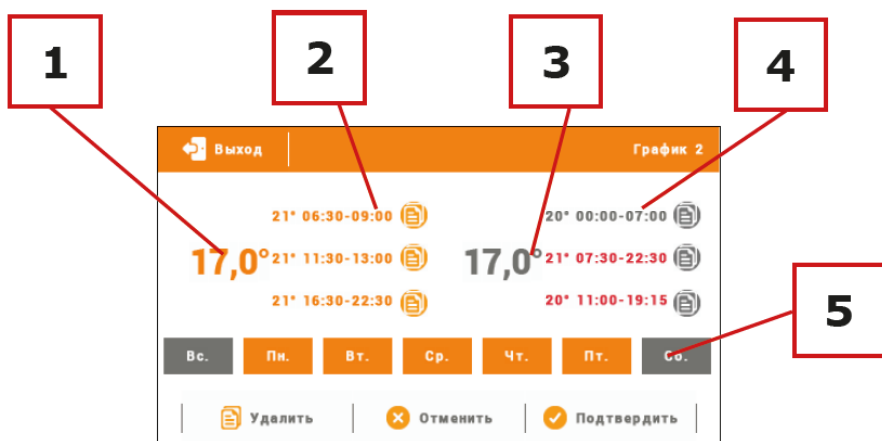 1 2 3 4
Выход График 2
21° 06:30-09:00 20° 00:00-07:00
17,0° 21° 11:30-13:00 17,0° 21° 07:30-22:30
21° 16:30-22:30 20° 11:00-19:15
5
Вс. Пн. Вт. Ср. Чт. Пт. Сб.
Удалить Отменить Подтвердить